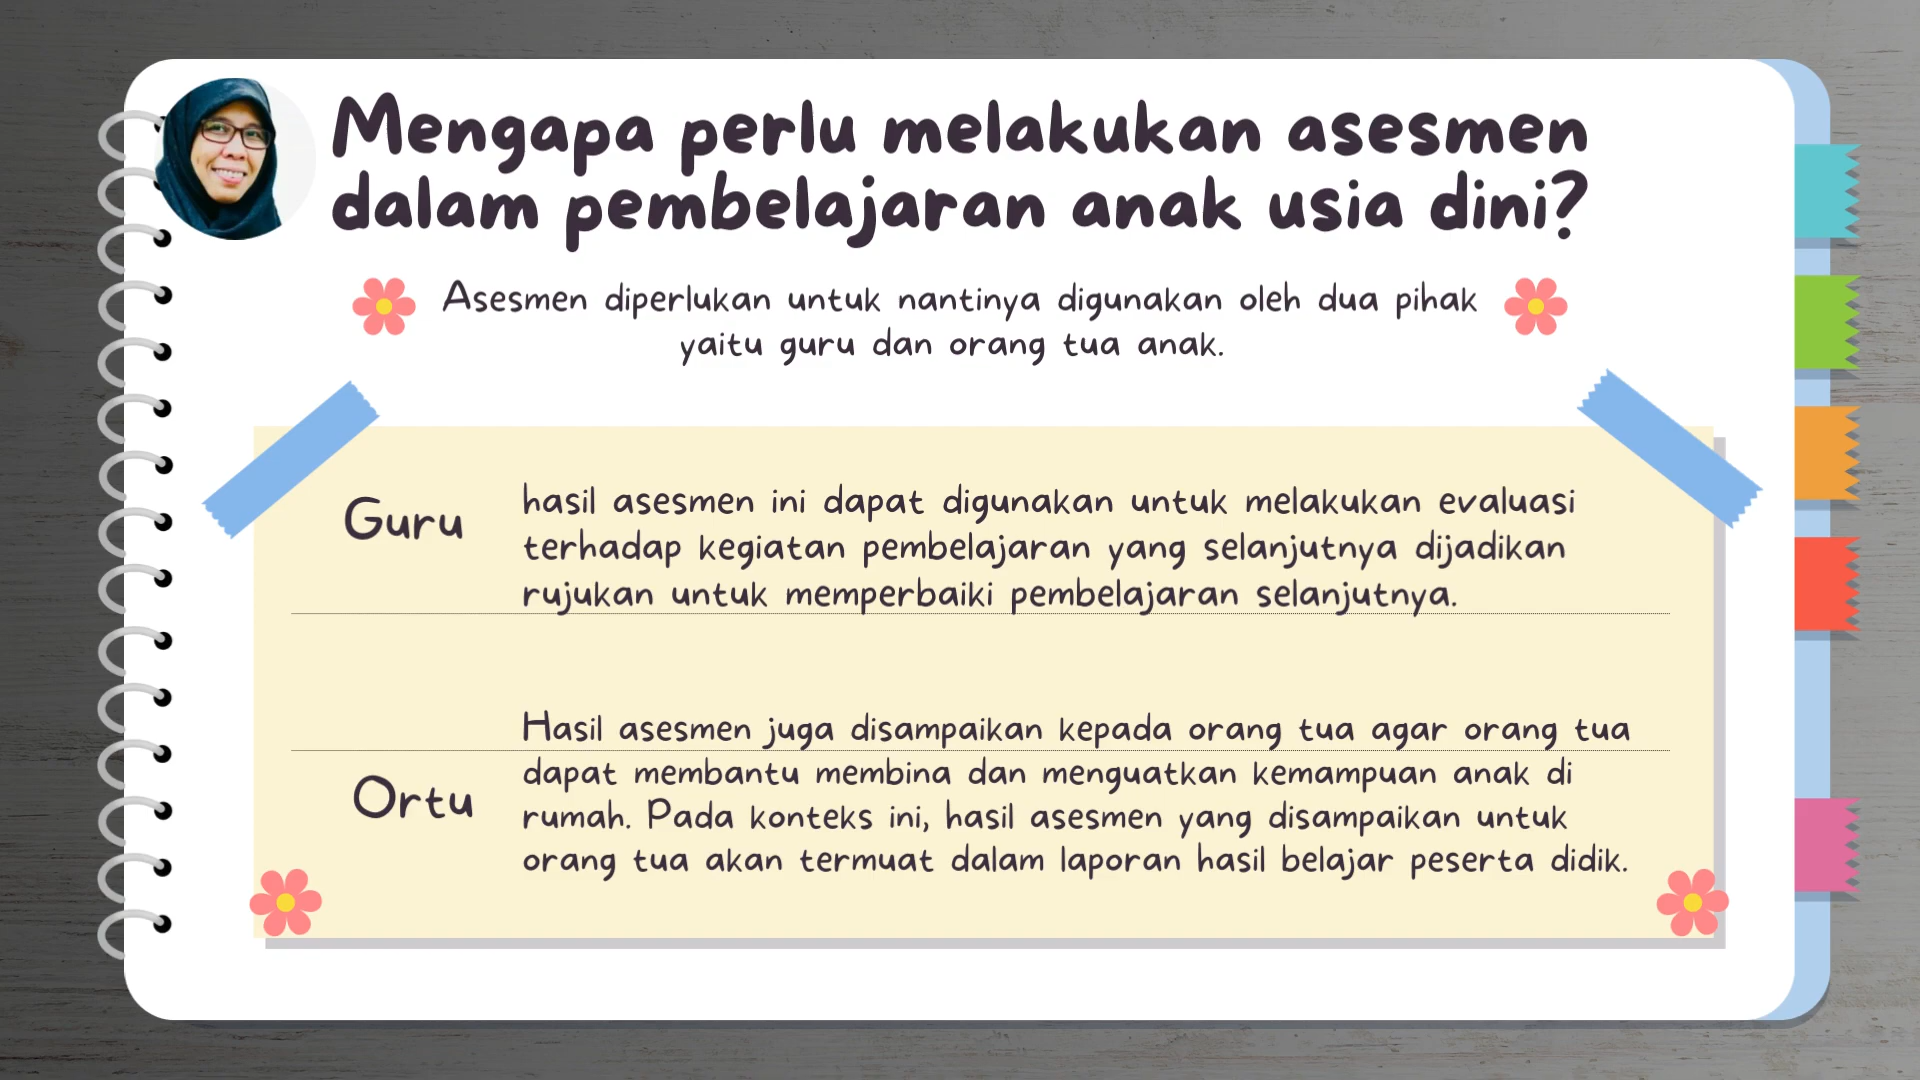 Mengapa perlu melakukan asesmen
dalam pembelajaran anak usia dini?
Asesmen diperlukan untuk nantinya digunakan oleh dua pihak
yaitu guru dan orang tua anak.
Guru
hasil asesmen ini dapat digunakan untuk melakukan evaluasi
terhadap kegiatan pembelajaran yang selanjutnya dijadikan
rujukan untuk memperbaiki pembelajaran selanjutnya.
Ortu
Hasil asesmen juga disampaikan kepada orang tua agar orang tua
dapat membantu membina dan menguatkan kemampuan anak di
rumah. Pada konteks ini, hasil asesmen yang disampaikan untuk
orang tua akan termuat dalam laporan hasil belajar peserta didik.